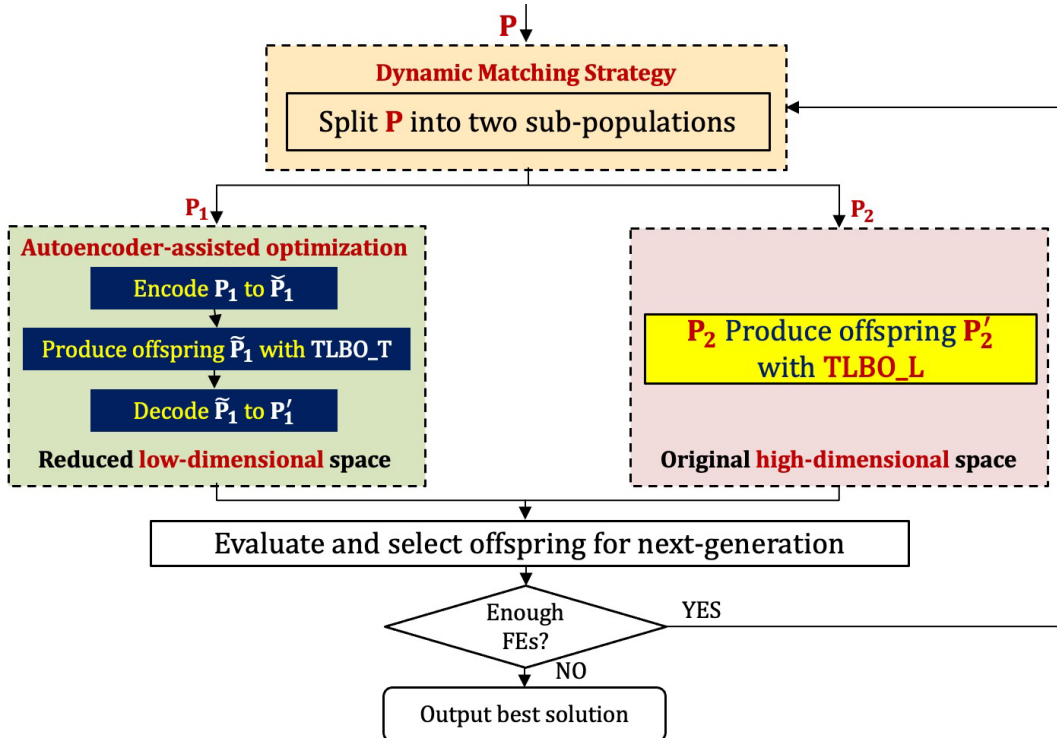 P
Dynamic Matching Strategy
Split P into two sub-populations
P₁
P₂
Autoencoder-assisted optimization
Encode P₁ to P̆₁
Produce offspring P̃₁ with TLBO_T
Decode P̃₁ to P₁′
Reduced low-dimensional space
P₂ Produce offspring P₂′
with TLBO_L
Original high-dimensional space
Evaluate and select offspring for next-generation
Enough
FEs?
YES
NO
Output best solution